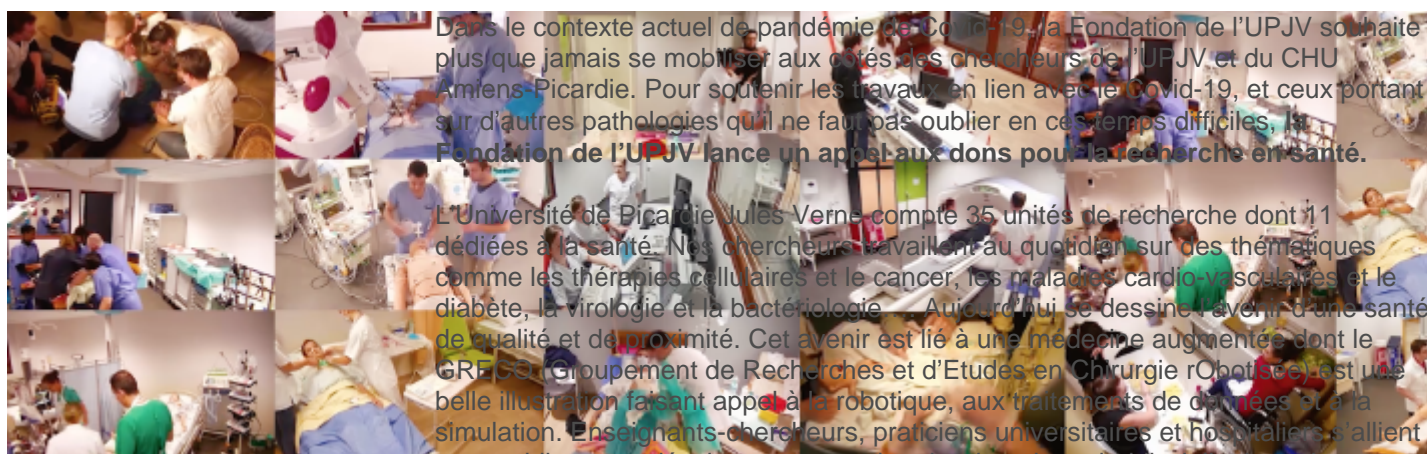 Dans le contexte actuel de pandémie de Covid-19, la Fondation de l'UPJV souhaite
plus que jamais se mobiliser aux côtés des chercheurs de l'UPJV et du CHU
Amiens-Picardie. Pour soutenir les travaux en lien avec le covid-19, et ceux portant
sur d'autres pathologies qu'il ne faut pas oublier en ces temps difficiles, la
Fondation de l'UPJV lance un appel aux dons pour la recherche en santé.
L'Université de Picardie Jules Verne compte 35 unités de recherche dont 11
dédiées à la santé. Nos chercheurs travaillent au quotidien sur des thématiques
comme les thérapies cellulaires et le cancer, les maladies cardio-vasculaires et le
diabète, la virologie et la bactériologie ... Aujourd'hui se dessine l'avenir d'une santé
de qualité et de proximité. Cet avenir est lié à une médecine augmentée dont le
GRECO (Groupement de Recherches et d'Etudes en Chirurgie rObotisée) est une
belle illustration faisant appel à la robotique, aux traitements de données et à la
simulation. Enseignants-chercheurs, praticiens universitaires et hospitaliers s'allient